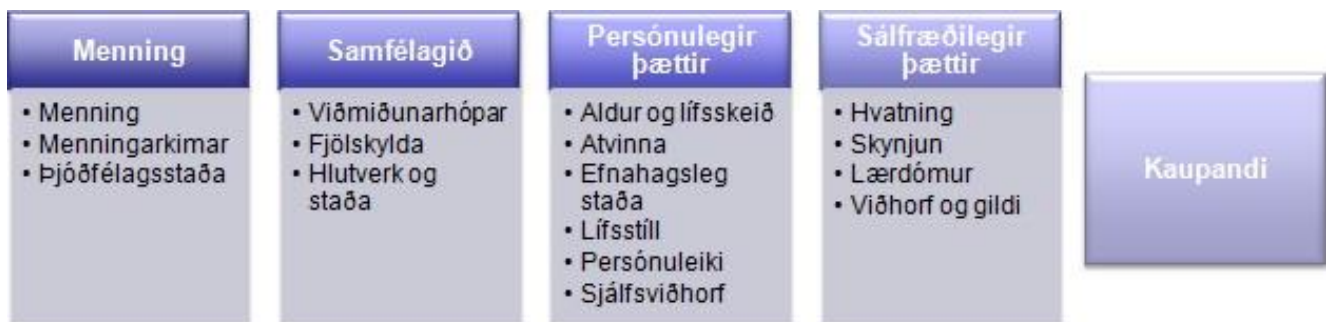 Menning
• Menning
• Menningarkimar
• Þjóðfélagsstaða
Samfélagið
• Viðmiðunarhópar
• Fjölskylda
• Hlutverk og
staða
Persónulegir
þættir
• Aldur og lífsskeið
• Atvinna
• Efnahagsleg
staða
• Lífsstíll
• Persónuleiki
• Sjálfsviðhorf
Sálfræðilegir
þættir
• Hvatning
• Skynjun
• Lærdómur
• Viðhorf og gildi
Kaupandi